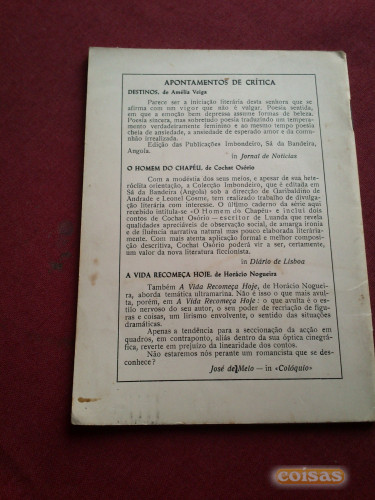 APONTAMENTOS DE CRÍTICA
DESTINOS, de Amélia Veiga
Parece ser a iniciação literária desta senhora que se
afirma com um vigor que não é vulgar. Poesia sentida,
em que a emoção bem depressa assume formas de beleza.
Poesia sincera, mas sobretudo poesia traduzindo um tempera-
mento verdadeiramente feminino e ao mesmo tempo poesia
cheia de ansiedade, a ansiedade de esperado amor e da comu-
nhão irrealizada.
Edição das Publicações Imbondeiro, Sá da Bandeira,
Angola.
in Jornal de Notícias
O HOMEM DO CHAPÉU, de Cochat Osório
Com a modéstia dos seus meios, e apesar de sua he-
teróclita orientação, a Colecção Imbondeiro, que é editada em
Sá da Bandeira (Angola) sob a direcção de Garibaldino de
Andrade e Leonel Cosme, tem realizado trabalho de divulga-
ção literária com interesse. O último caderno da série aqui
recebido intitula-se «O Homem do Chapéu» e inclui dois
contos de Cochat Osório — escritor de Luanda que revela
qualidades apreciáveis de observação social, de amarga ironia
e de fluência narrativa natural mas pouco elaborada literária-
mente. Com mais atenta aplicação formal e melhor composi-
ção descritiva, Cochat Osório poderá vir a ser, certamente,
um valor da nova literatura ficcionista.
in Diário de Lisboa
A VIDA RECOMEÇA HOJE, de Horácio Nogueira
Também A Vida Recomeça Hoje, de Horácio Noguei-
ra, aborda temática ultramarina. Não é isso o que mais avul-
ta, porém, em A Vida Recomeça Hoje: o que avulta é o es-
tilo nervoso do seu autor, o seu poder de recriação de figu-
ras e coisas, um lirismo envolvente, o sentido das situações
dramáticas.
Apenas a tendência para a seccionação da acção em
quadros, em contraponto, aliás dentro da sua óptica cinegrá-
fica, reverte em prejuízo da linearidade dos contos.
Não estaremos nós perante um romancista que se des-
conhece?
José de Melo — in «Colóquio»
coisas